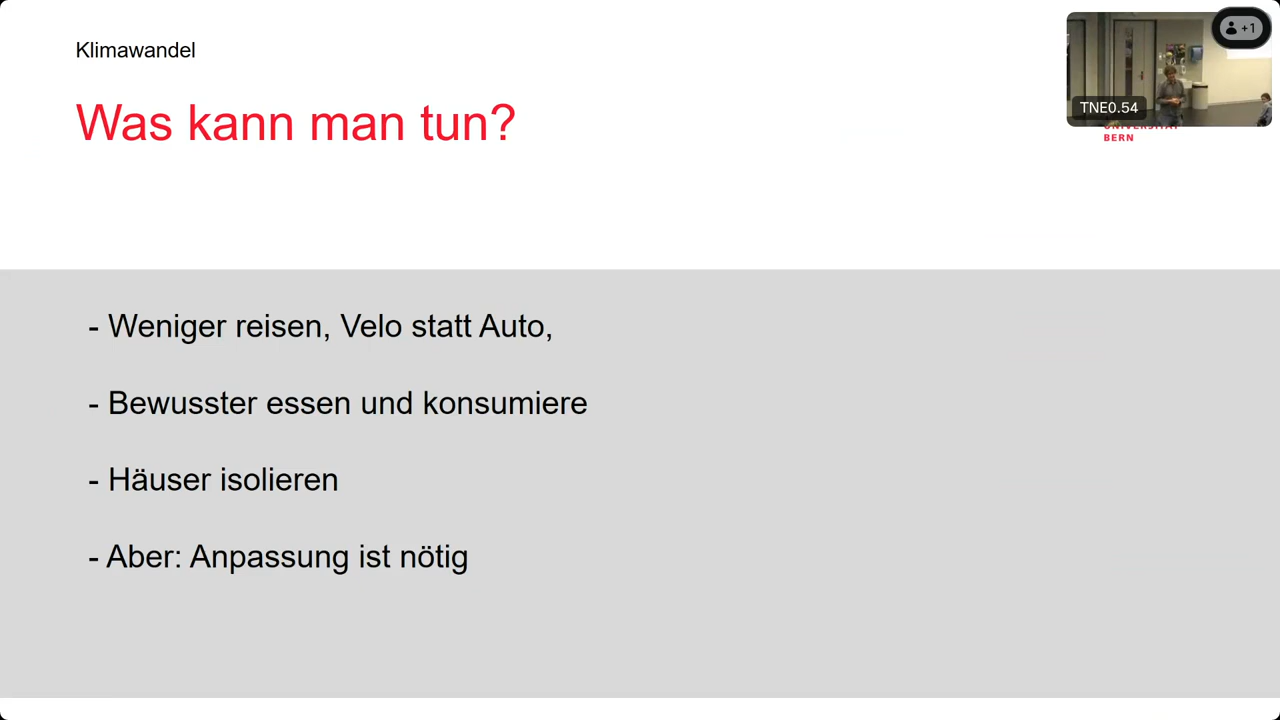 Klimawandel
+1
Was kann man tun?
TNE0.54
BERN
- Weniger reisen, Velo statt Auto,
- Bewusster essen und konsumiere
- Häuser isolieren
- Aber: Anpassung ist nötig